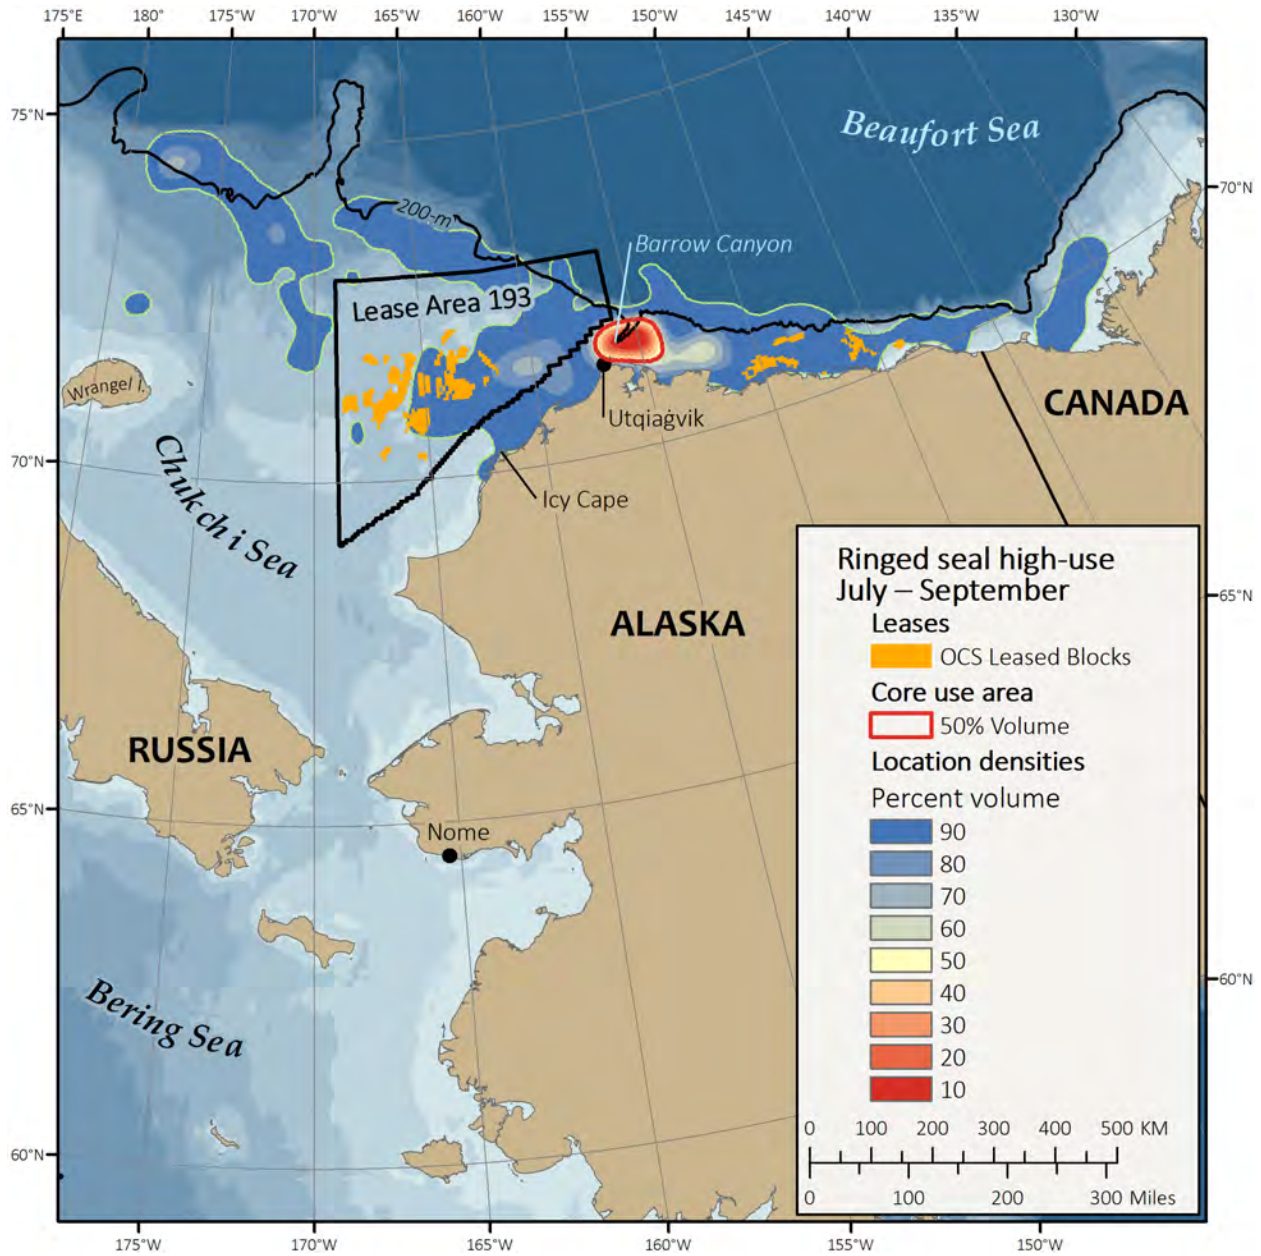 175°E 180° 175°W 170°W 165°W 160°W 155°W 150°W 145°W 140°W 135°W 130°W
75°N
70°N
Beaufort Sea
200-m
Barrow Canyon
Lease Area 193
Wrangel I.
CANADA
Utqiaġvik
70°N
Icy Cape
Chukchi Sea
65°N
ALASKA
RUSSIA
65°N
Nome
60°N
Bering Sea
60°N
Ringed seal high-use
July – September
Leases
OCS Leased Blocks
Core use area
50% Volume
Location densities
Percent volume
90
80
70
60
50
40
30
20
10
0 100 200 300 400 500 KM
0 100 200 300 Miles
175°W 170°W 165°W 160°W 155°W 150°W